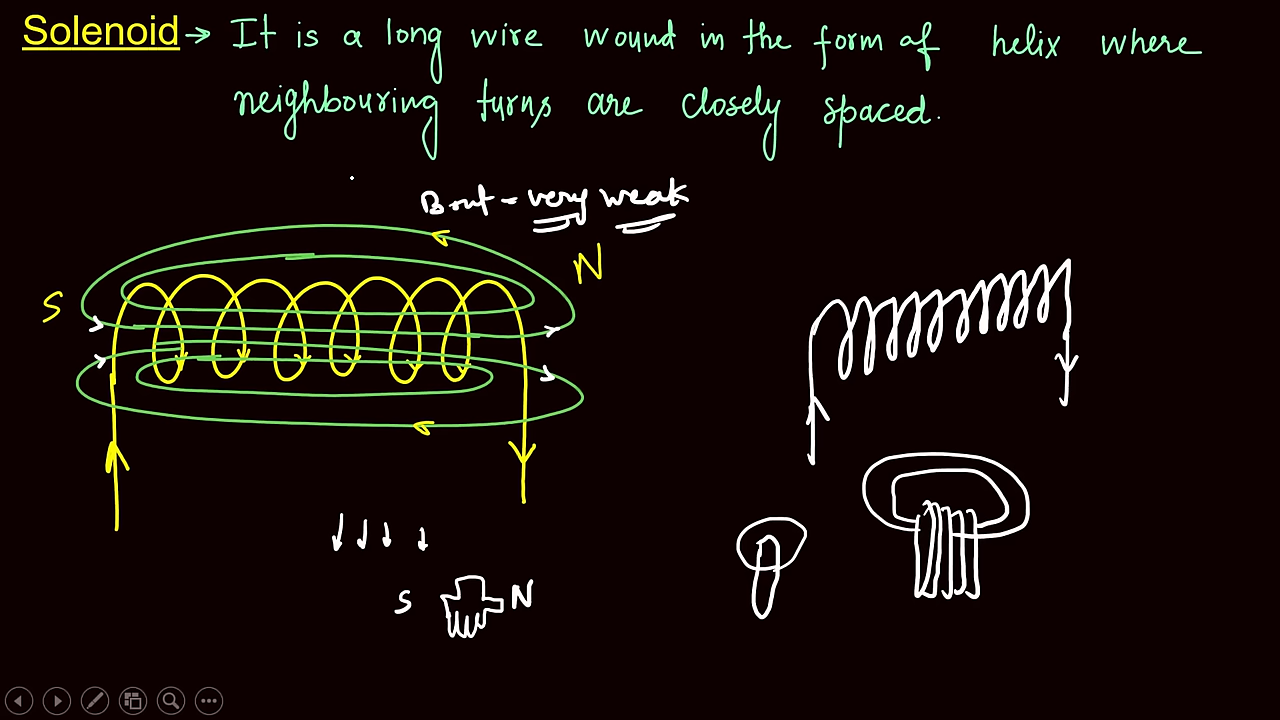 Solenoid → It is a long wire wound in the form of helix where
neighbouring turns are closely spaced.
Bout - very weak
N
S
S N